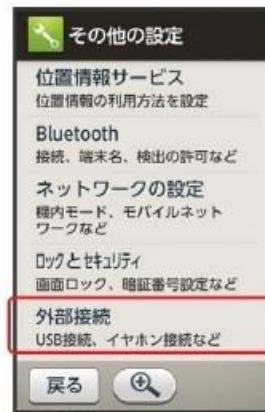 その他の設定
位置情報サービス
位置情報の利用方法を設定
Bluetooth
接続、端末名、検出の許可など
ネットワークの設定
機内モード、モバイルネット
ワークなど
ロックとセキュリティ
画面ロック、暗証番号設定など
外部接続
USB接続、イヤホン接続など
戻る